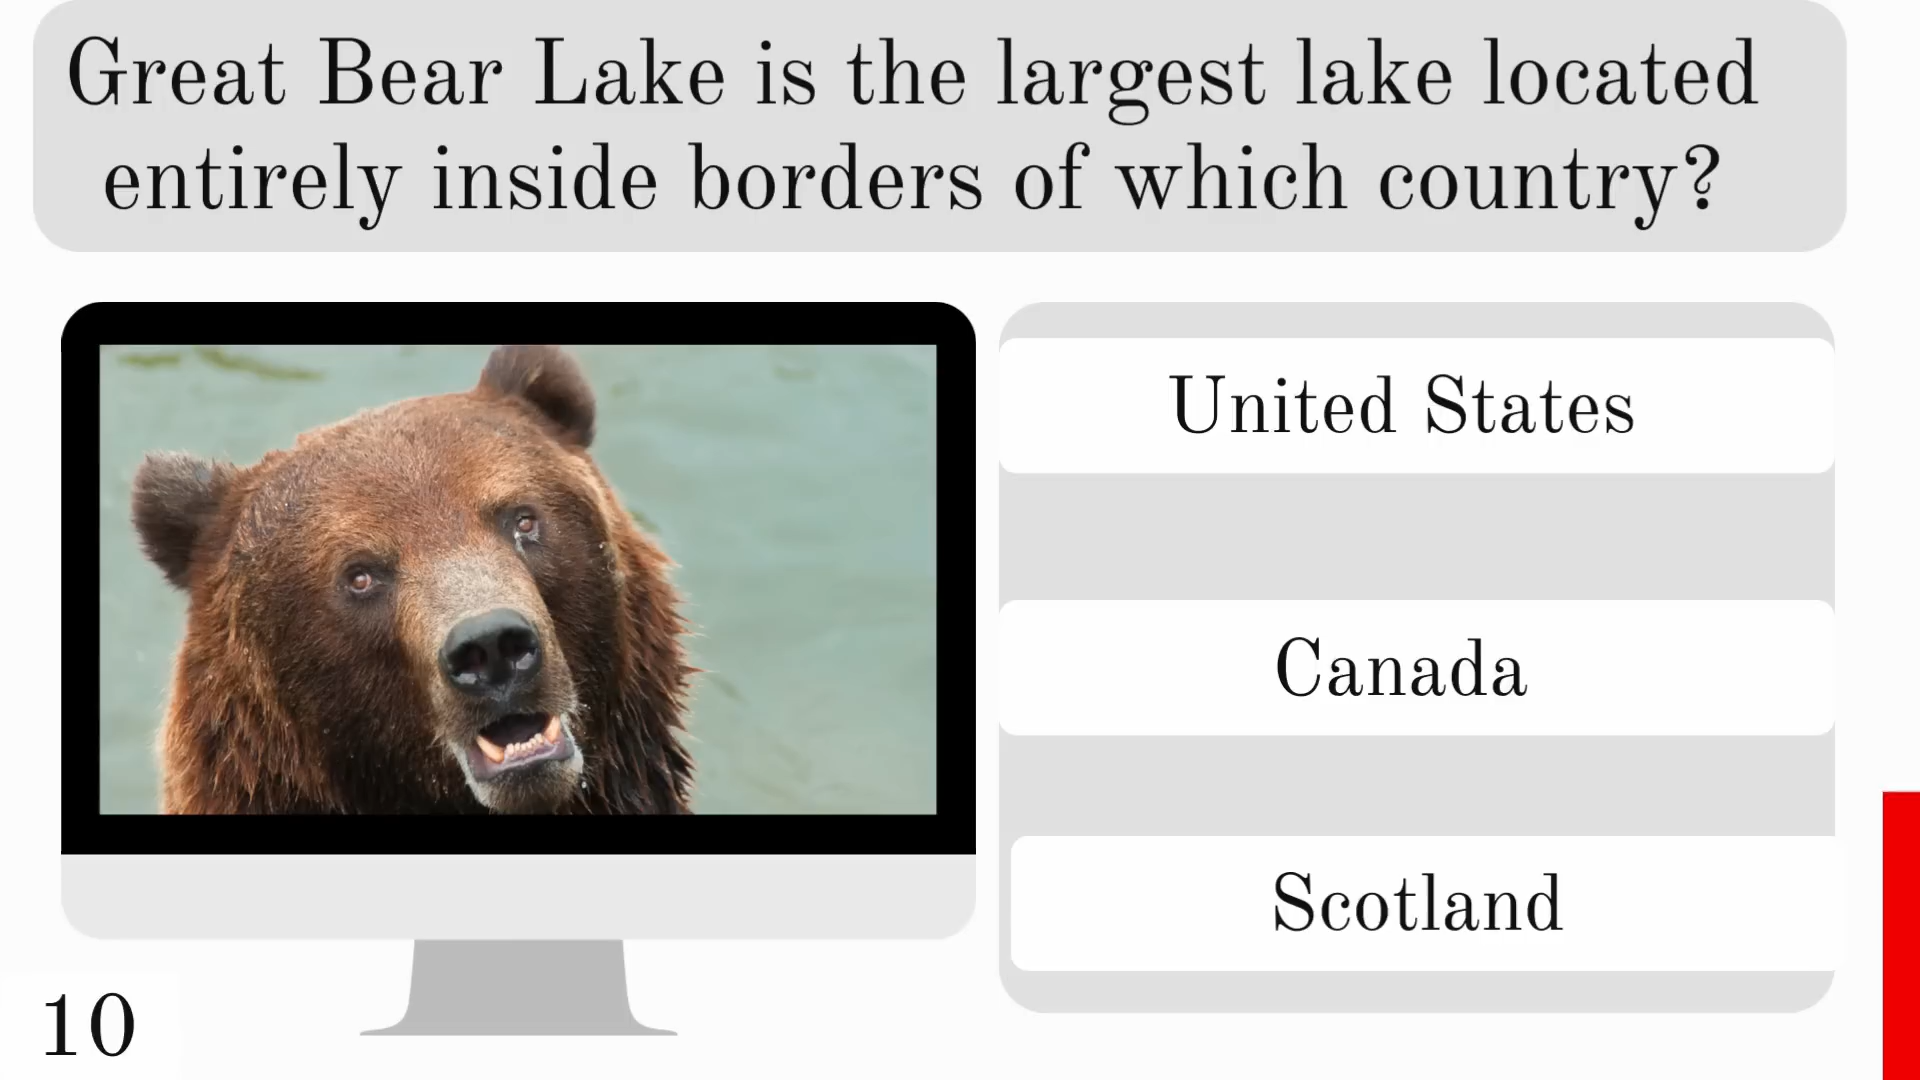 Great Bear Lake is the largest lake located
entirely inside borders of which country?
United States
Canada
Scotland
10